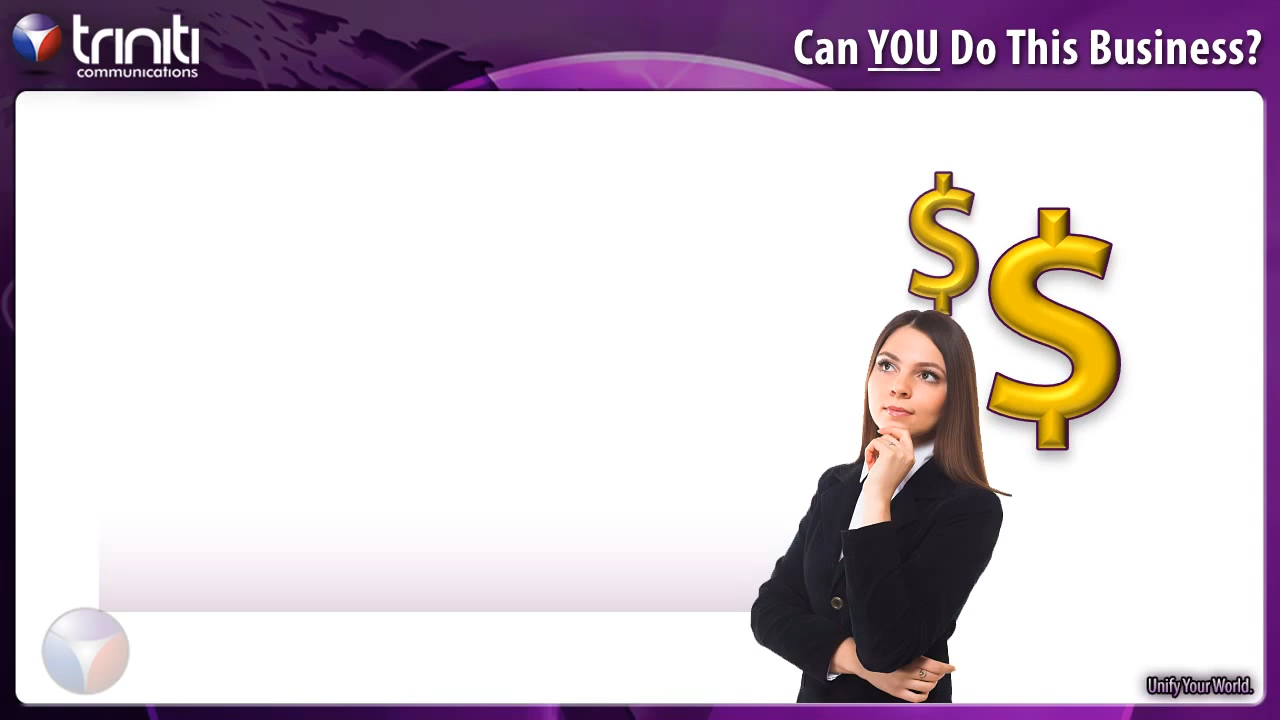 triniti
communications
Can YOU Do This Business?
$
$
Unify Your World.